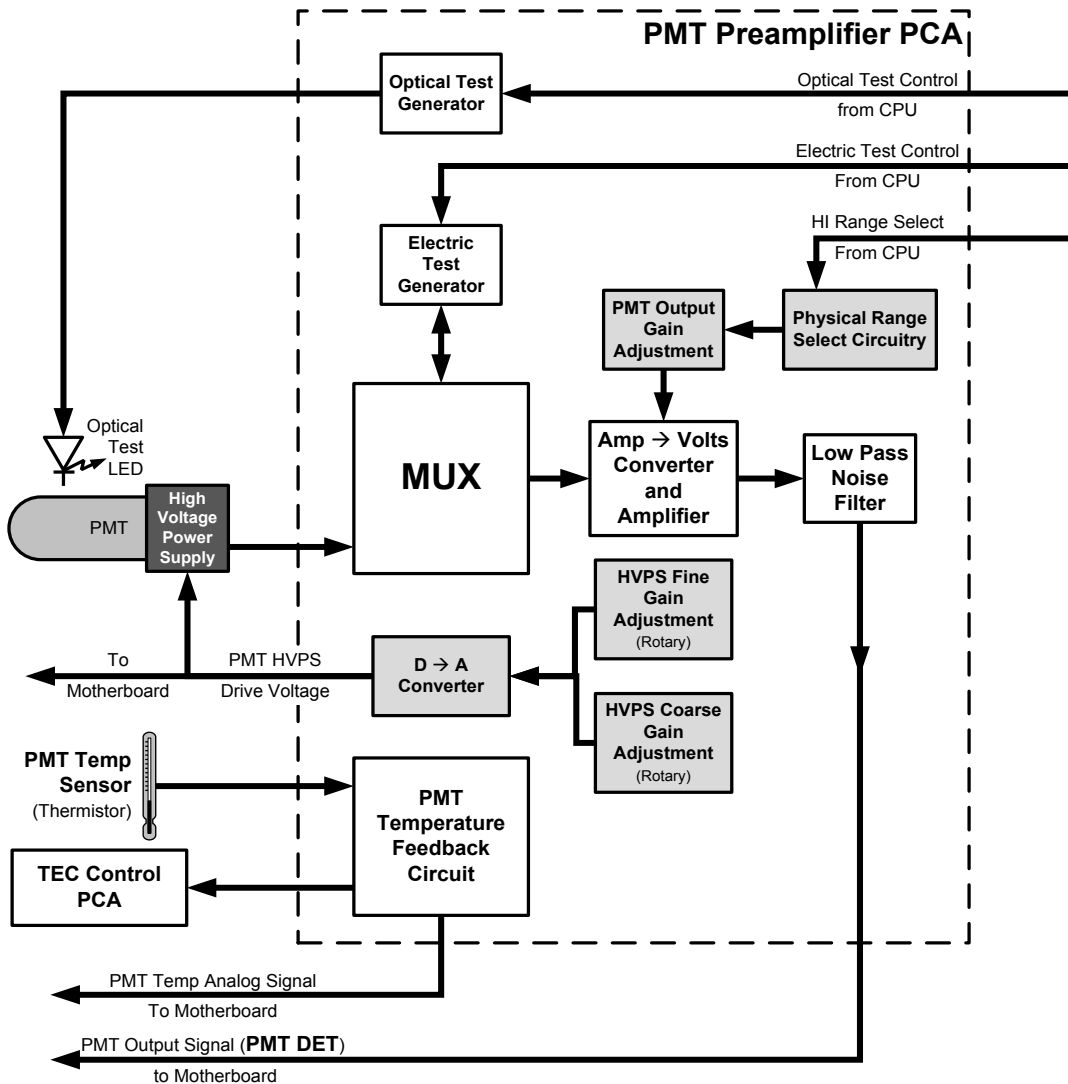 PMT Preamplifier PCA
Optical Test
Generator
Optical Test Control
from CPU
Electric Test Control
From CPU
HI Range Select
From CPU
Electric
Test
Generator
PMT Output
Gain
Adjustment
Physical Range
Select Circuitry
Optical
Test
LED
MUX
Amp → Volts
Converter
and
Amplifier
Low Pass
Noise
Filter
PMT
High
Voltage
Power
Supply
HVPS Fine
Gain
Adjustment
(Rotary)
To
Motherboard
PMT HVPS
Drive Voltage
D → A
Converter
HVPS Coarse
Gain
Adjustment
(Rotary)
PMT Temp
Sensor
(Thermistor)
PMT
Temperature
Feedback
Circuit
TEC Control
PCA
PMT Temp Analog Signal
To Motherboard
PMT Output Signal (PMT DET)
to Motherboard